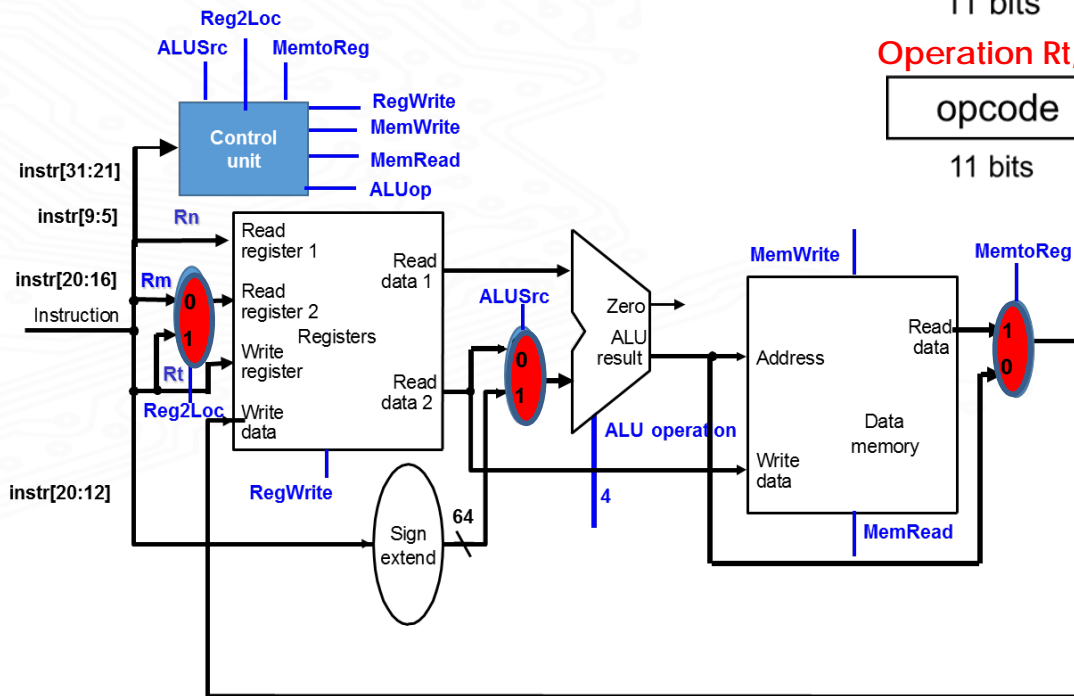 11 bits
Operation Rt,
opcode
11 bits
Reg2Loc
ALUSrc
MemtoReg
Control
unit
RegWrite
MemWrite
MemRead
ALUop
instr[31:21]
instr[9:5]
Rn
instr[20:16]
Rm
Instruction
0
1
Rt
Reg2Loc
instr[20:12]
Read
register 1
Read
register 2
Registers
Write
register
Write
data
Read
data 1
Read
data 2
RegWrite
Sign
extend
64
ALUSrc
0
1
Zero
ALU
result
ALU operation
4
MemWrite
Address
Read
data
Data
memory
Write
data
MemRead
MemtoReg
1
0